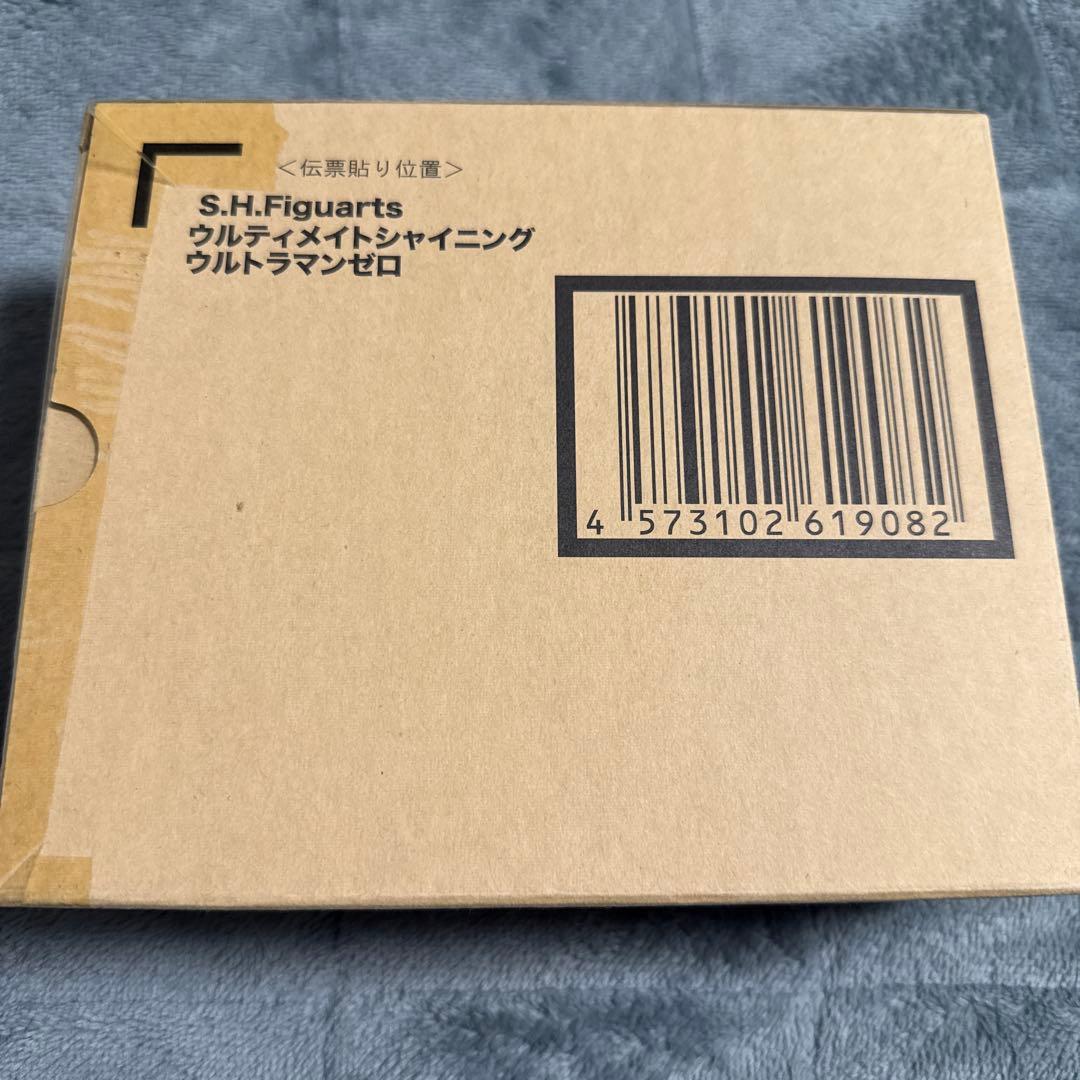 ＜伝票貼り位置＞
S.H.Figuarts
ウルティメイトシャイニング
ウルトラマンゼロ
4 573102 619082